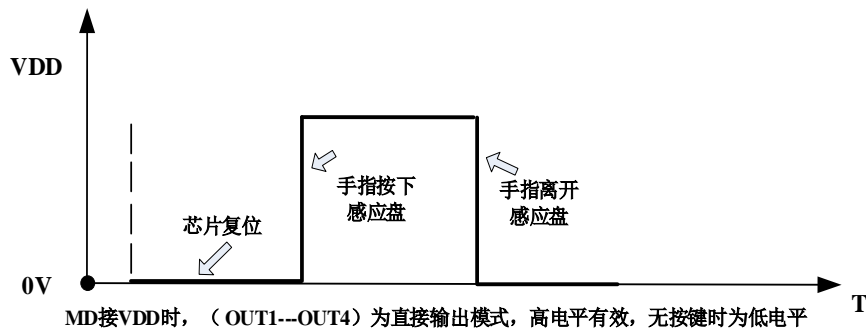 VDD
手指按下
感应盘
手指离开
感应盘
芯片复位
0V
T
MD接VDD时，（OUT1---OUT4）为直接输出模式，高电平有效，无按键时为低电平